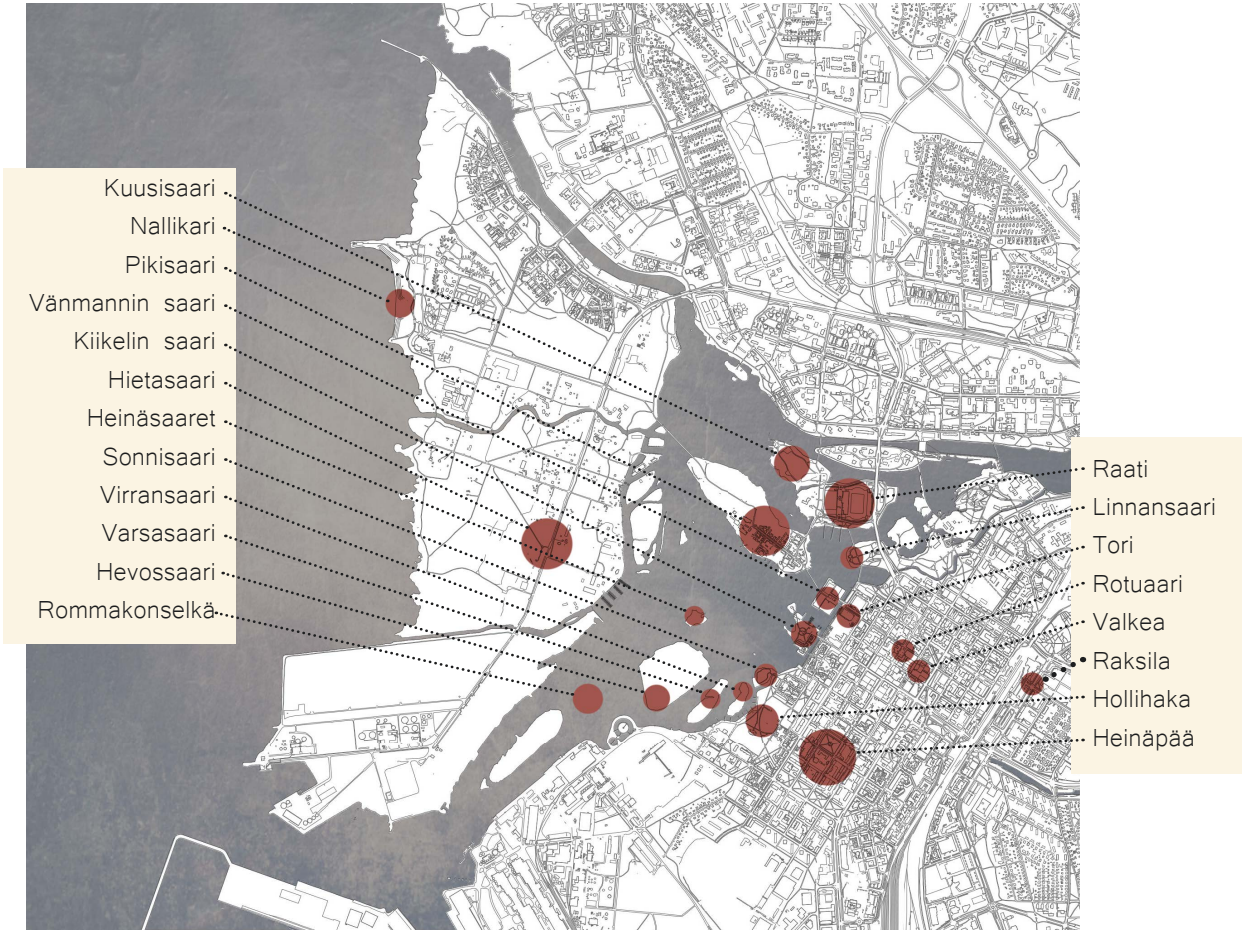 Kuusisaari
Nallikari
Pikisaari
Vänmannin saari
Kiikelin saari
Hietasaari
Heinäsaaret
Sonnisaari
Virransaari
Varsasaari
Hevossaari
Rommakonselkä
Raati
Linnansaari
Tori
Rotuaari
Valkea
Raksila
Hollihaka
Heinäpää